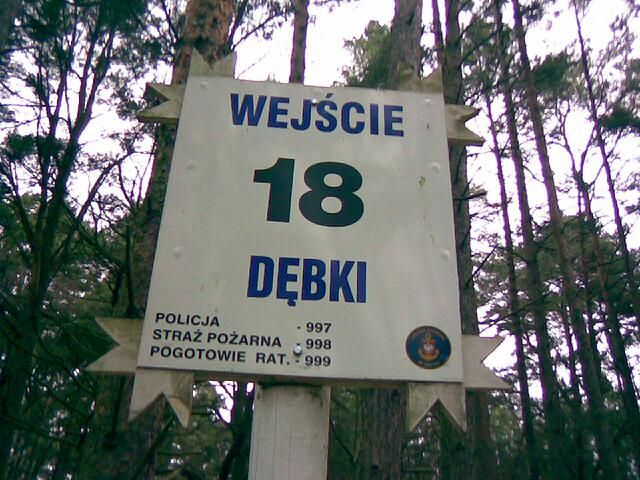 WEJŚCIE
18
DĘBKI
POLICJA - 997
STRAŻ POŻARNA - 998
POGOTOWIE RAT. - 999